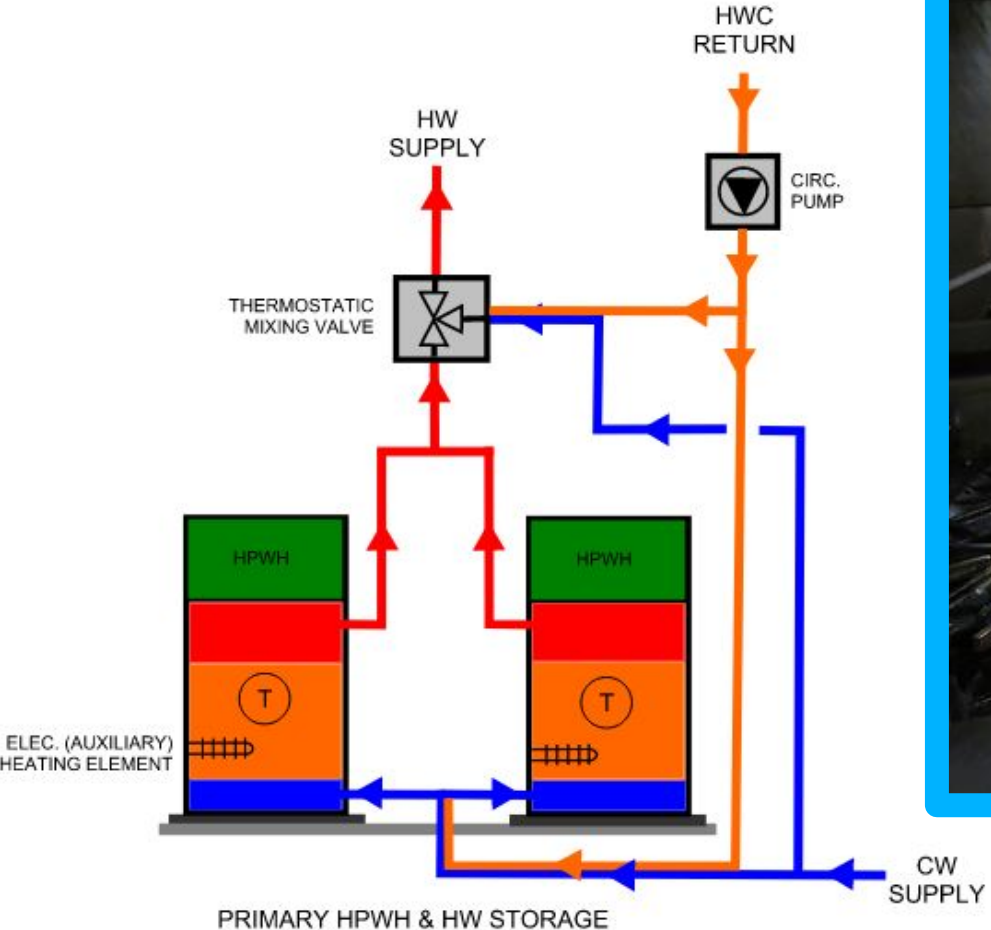 HWC
RETURN
HW
SUPPLY
CIRC.
PUMP
THERMOSTATIC
MIXING VALVE
HPWH
HPWH
T
T
ELEC. (AUXILIARY)
HEATING ELEMENT
CW
SUPPLY
PRIMARY HPWH & HW STORAGE